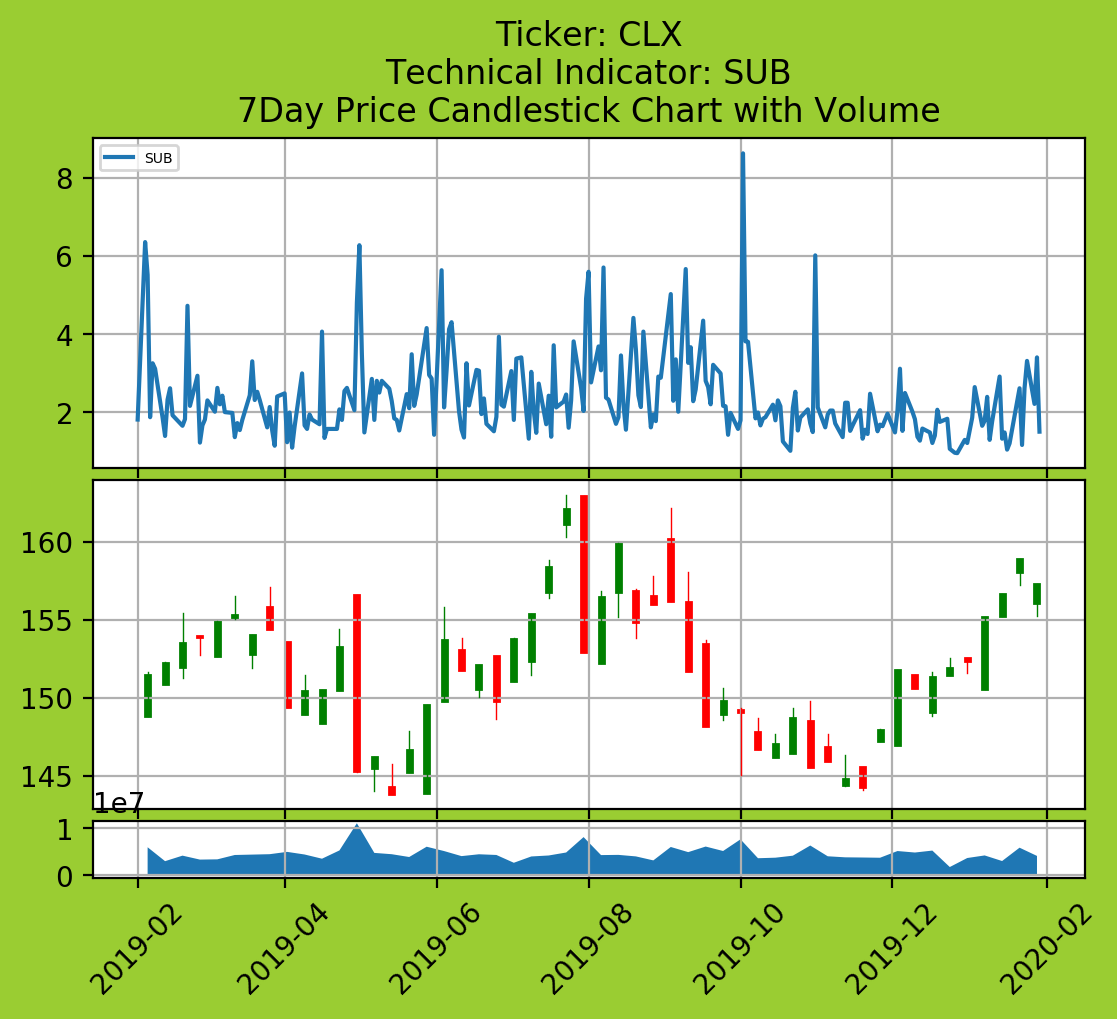 Ticker: CLX
Technical Indicator: SUB
7Day Price Candlestick Chart with Volume
SUB
8
6
4
2
160
155
150
145
1e7
1
0
2019-02 2019-04 2019-06 2019-08 2019-10 2019-12 2020-02